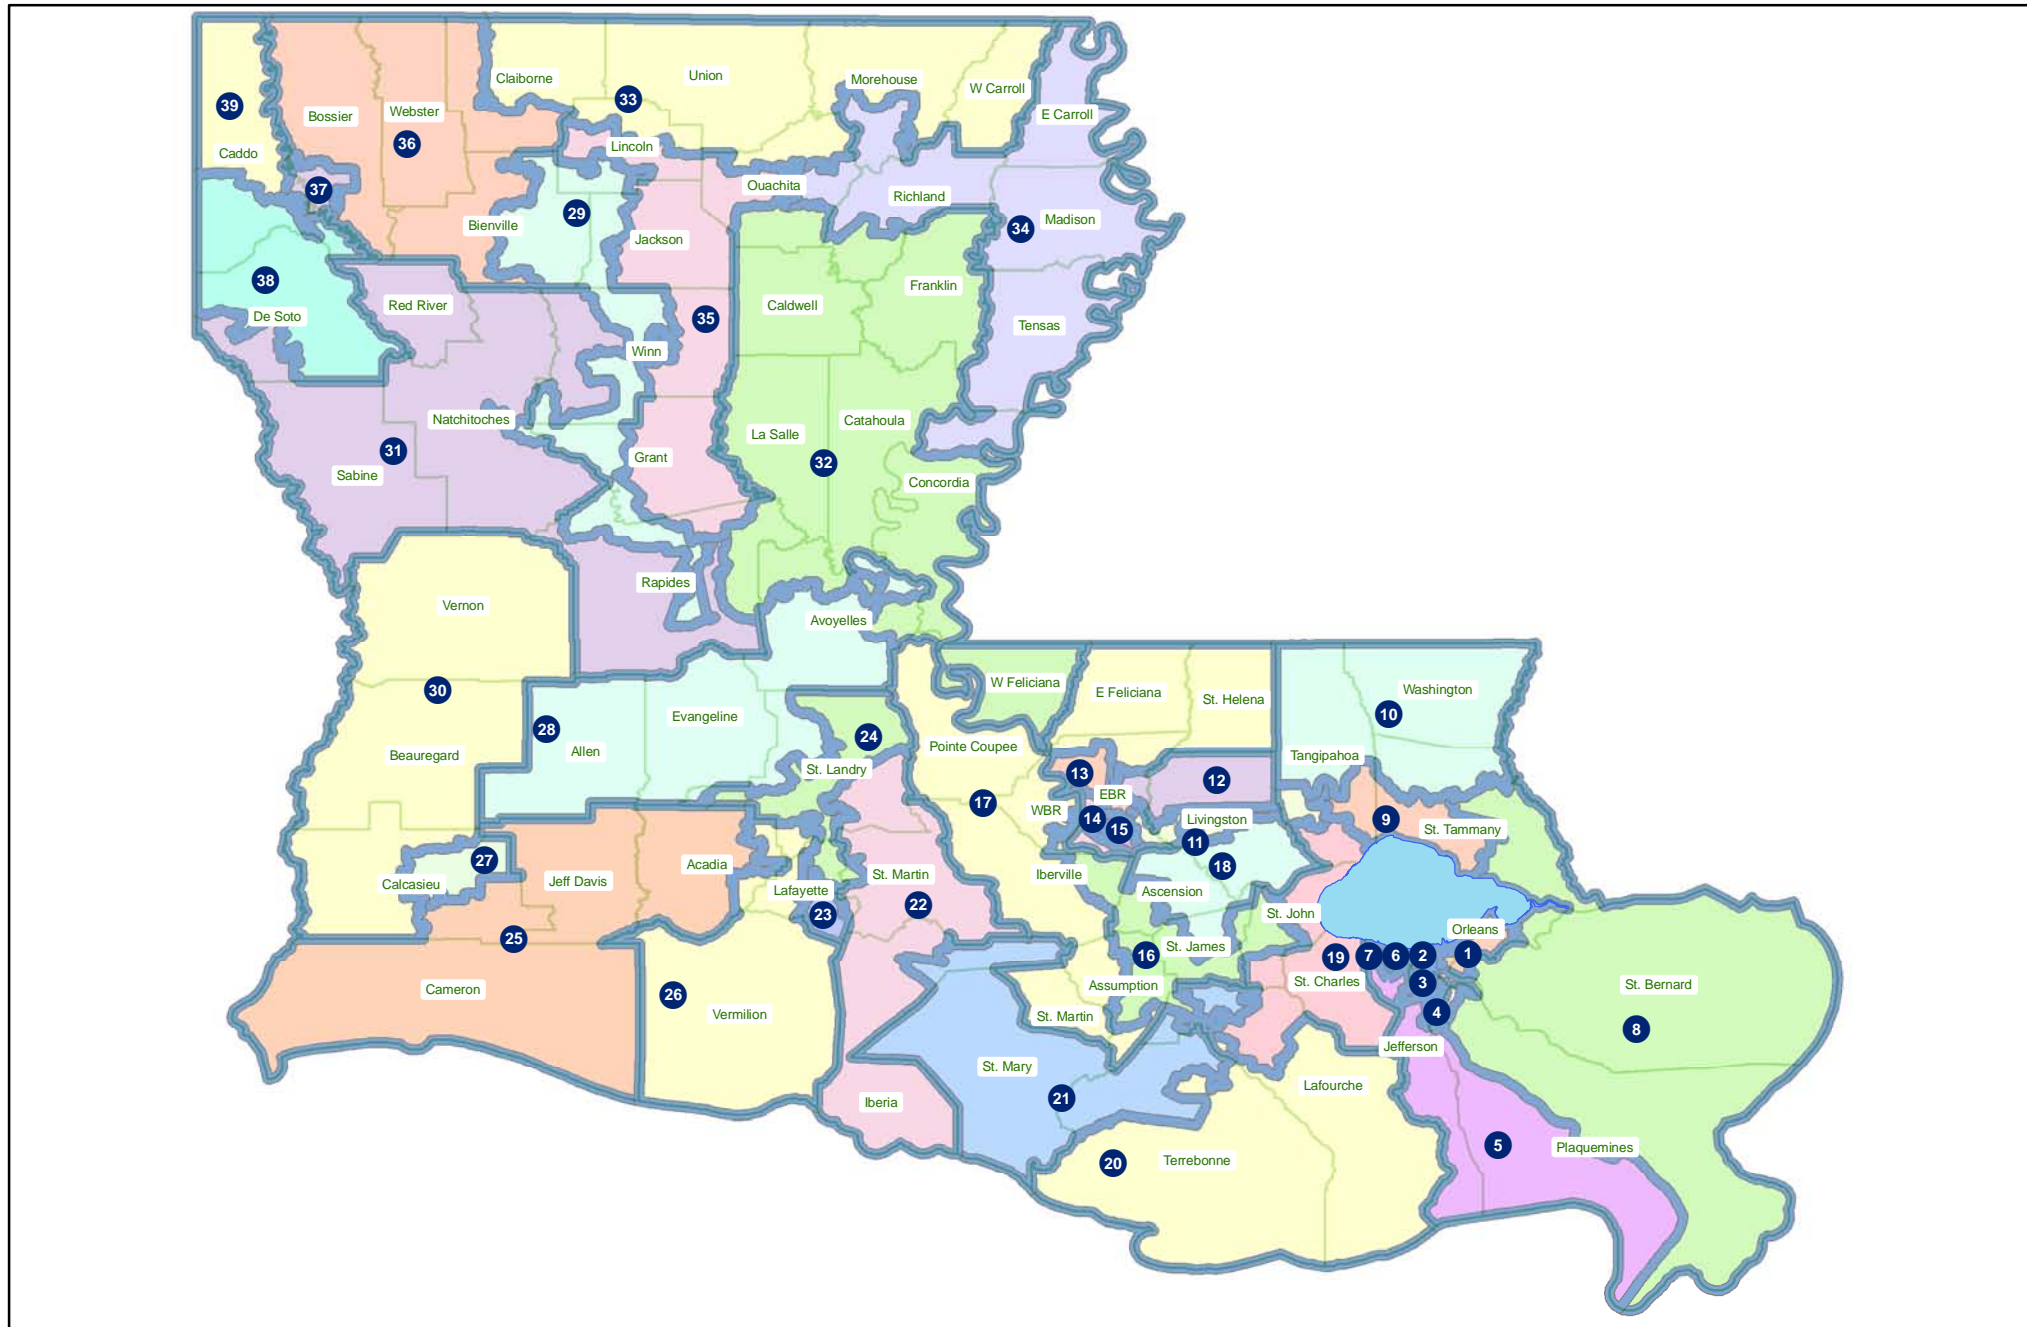 Claiborne
Union
Morehouse
W Carroll
39
33
Bossier
Webster
E Carroll
36
Caddo
Lincoln
37
Ouachita
Richland
29
Bienville
34
Madison
Jackson
38
Red River
Caldwell
Franklin
De Soto
35
Tensas
Winn
Natchitoches
Catahoula
La Salle
31
Sabine
Grant
32
Concordia
Rapides
Vernon
Avoyelles
30
W Feliciana
E Feliciana
St. Helena
Washington
10
28
Evangeline
Allen
24
Pointe Coupee
Beauregard
Tangipahoa
St. Landry
13
12
EBR
17
WBR
14
15
Livingston
9
St. Tammany
11
27
Acadia
18
Calcasieu
Jeff Davis
Lafayette
St. Martin
Iberville
Ascension
23
22
St. John
Orleans
25
16
St. James
19
7
6
2
1
Cameron
26
Assumption
St. Charles
3
St. Bernard
Vermilion
St. Martin
4
8
Jefferson
St. Mary
Lafourche
Iberia
21
5
Plaquemines
20
Terrebonne